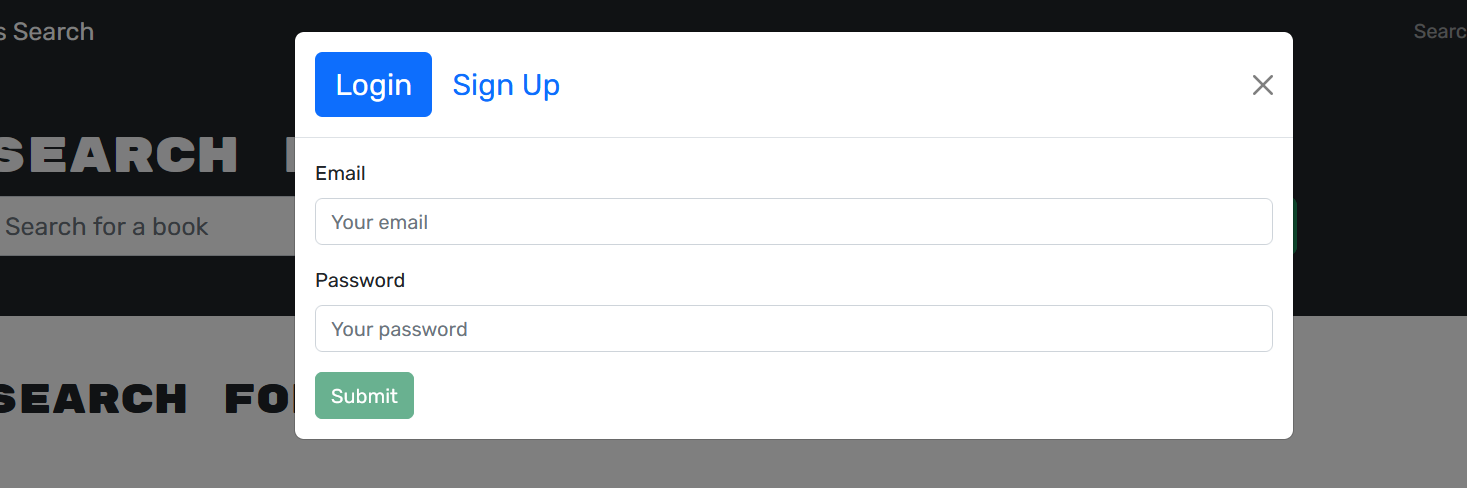 s Search
Searc
Login Sign Up
SEARCH
Search for a book
Email
Your email
Password
Your password
Submit
SEARCH FO